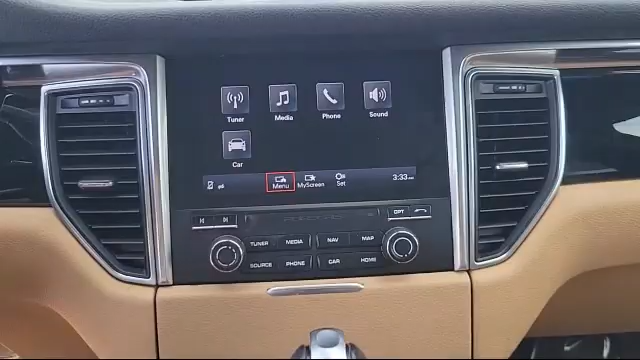 Tuner Media Phone Sound
Car
Menu MyScreen Set 3:33
OPT
TUNER MEDIA NAV MAP
SOURCE PHONE CAR HOME